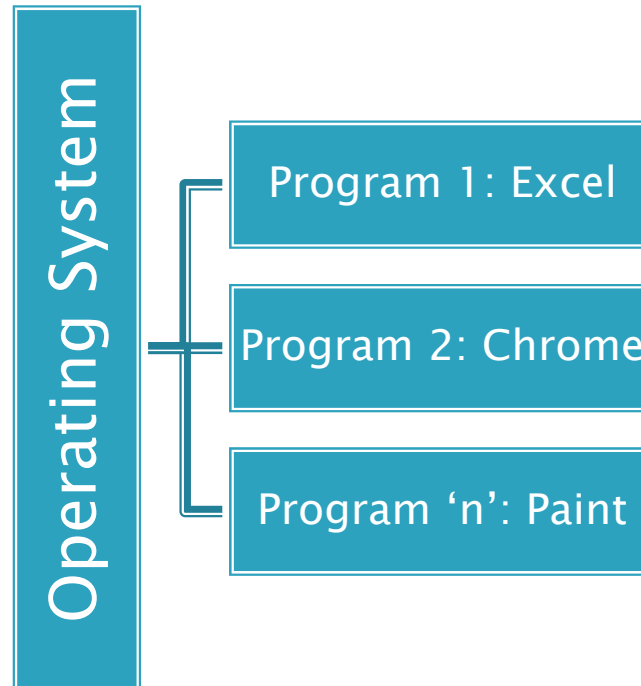 Operating System
Program 1: Excel
Program 2: Chrome
Program ‘n’: Paint